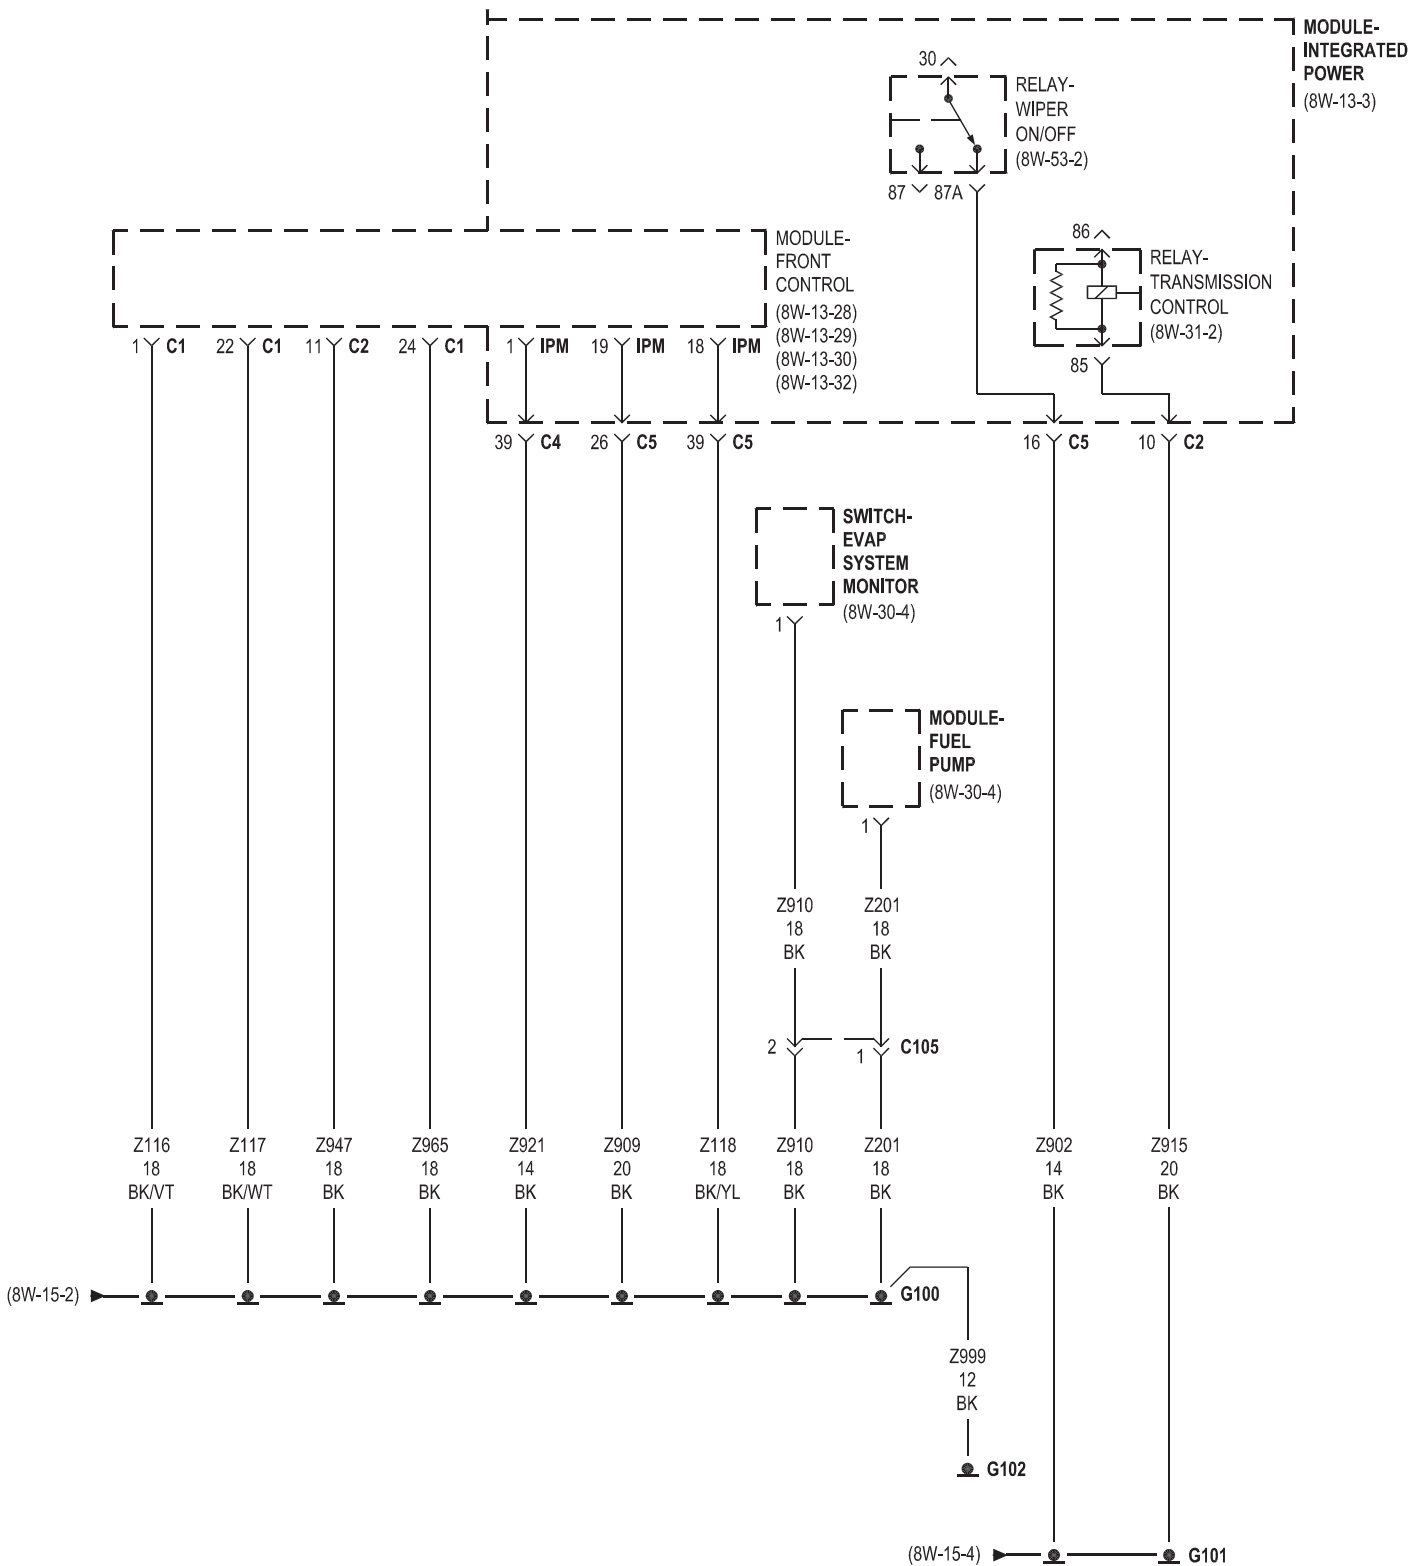 MODULE-
INTEGRATED
POWER
(8W-13-3)
30
RELAY-
WIPER
ON/OFF
(8W-53-2)
87 87A
86
RELAY-
TRANSMISSION
CONTROL
(8W-31-2)
85
MODULE-
FRONT
CONTROL
(8W-13-28)
(8W-13-29)
(8W-13-30)
(8W-13-32)
1 C1 22 C1 11 C2 24 C1 1 IPM 19 IPM 18 IPM
39 C4 26 C5 39 C5 16 C5 10 C2
SWITCH-
EVAP
SYSTEM
MONITOR
(8W-30-4)
1
MODULE-
FUEL
PUMP
(8W-30-4)
1
Z910 Z201
18 18
BK BK
2 1 C105
Z116 Z117 Z947 Z965 Z921 Z909 Z118 Z910 Z201 Z902 Z915
18 18 18 18 14 20 18 18 18 14 20
BK/VT BK/WT BK BK BK BK BK/YL BK BK BK BK
(8W-15-2) G100
Z999
12
BK
G102
(8W-15-4) G101